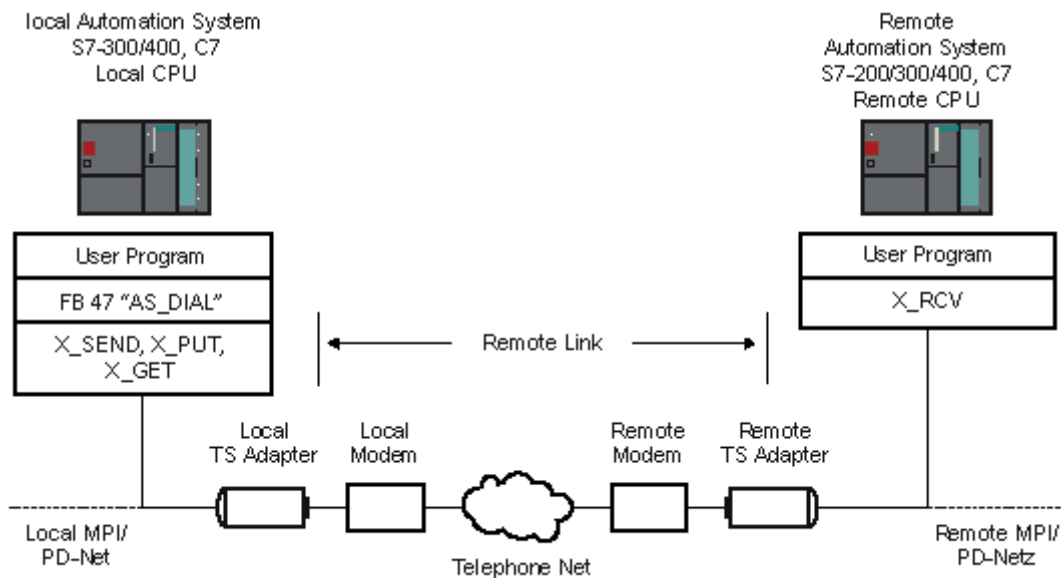 local Automation System
S7-300/400, C7
Local CPU
Remote
Automation System
S7-200/300/400, C7
Remote CPU
User Program
FB 47 "AS_DIAL"
X_SEND, X_PUT,
X_GET
User Program
X_RCV
Remote Link
Local
TS Adapter
Local
Modem
Remote
Modem
Remote
TS Adapter
Local MPI/
PD-Net
Telephone Net
Remote MPI/
PD-Netz